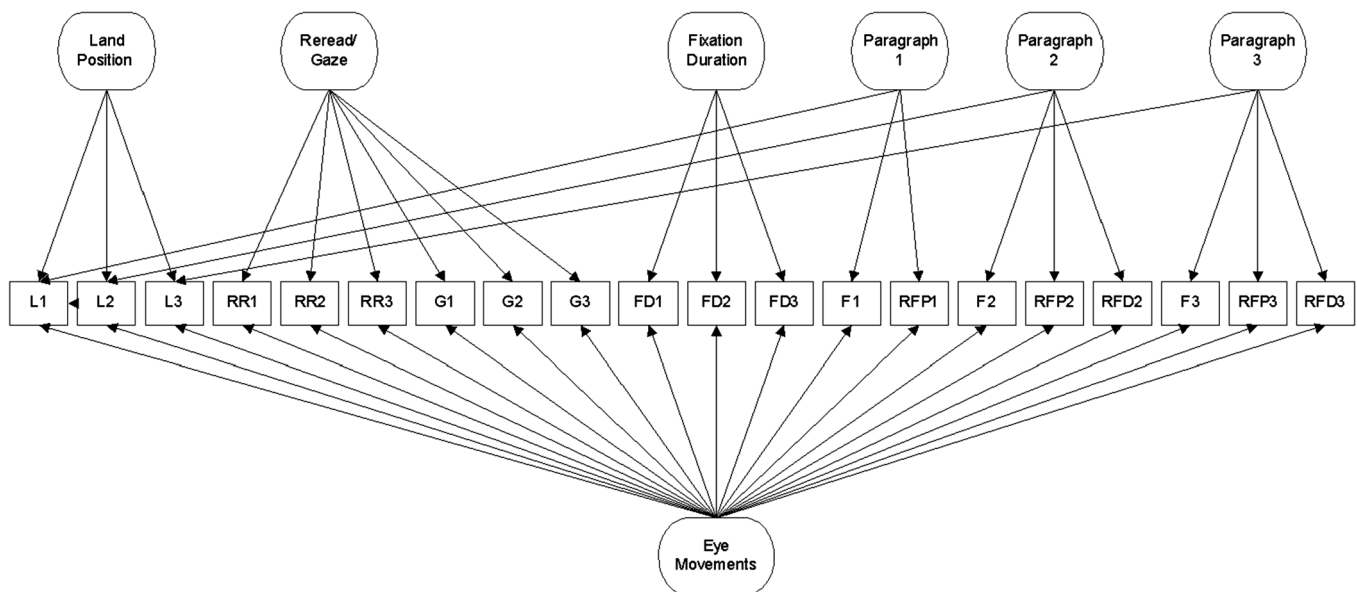 Land
Position
Reread/
Gaze
Fixation
Duration
Paragraph
1
Paragraph
2
Paragraph
3
L1
L2
L3
RR1
RR2
RR3
G1
G2
G3
FD1
FD2
FD3
F1
RFP1
F2
RFP2
RFD2
F3
RFP3
RFD3
Eye
Movements